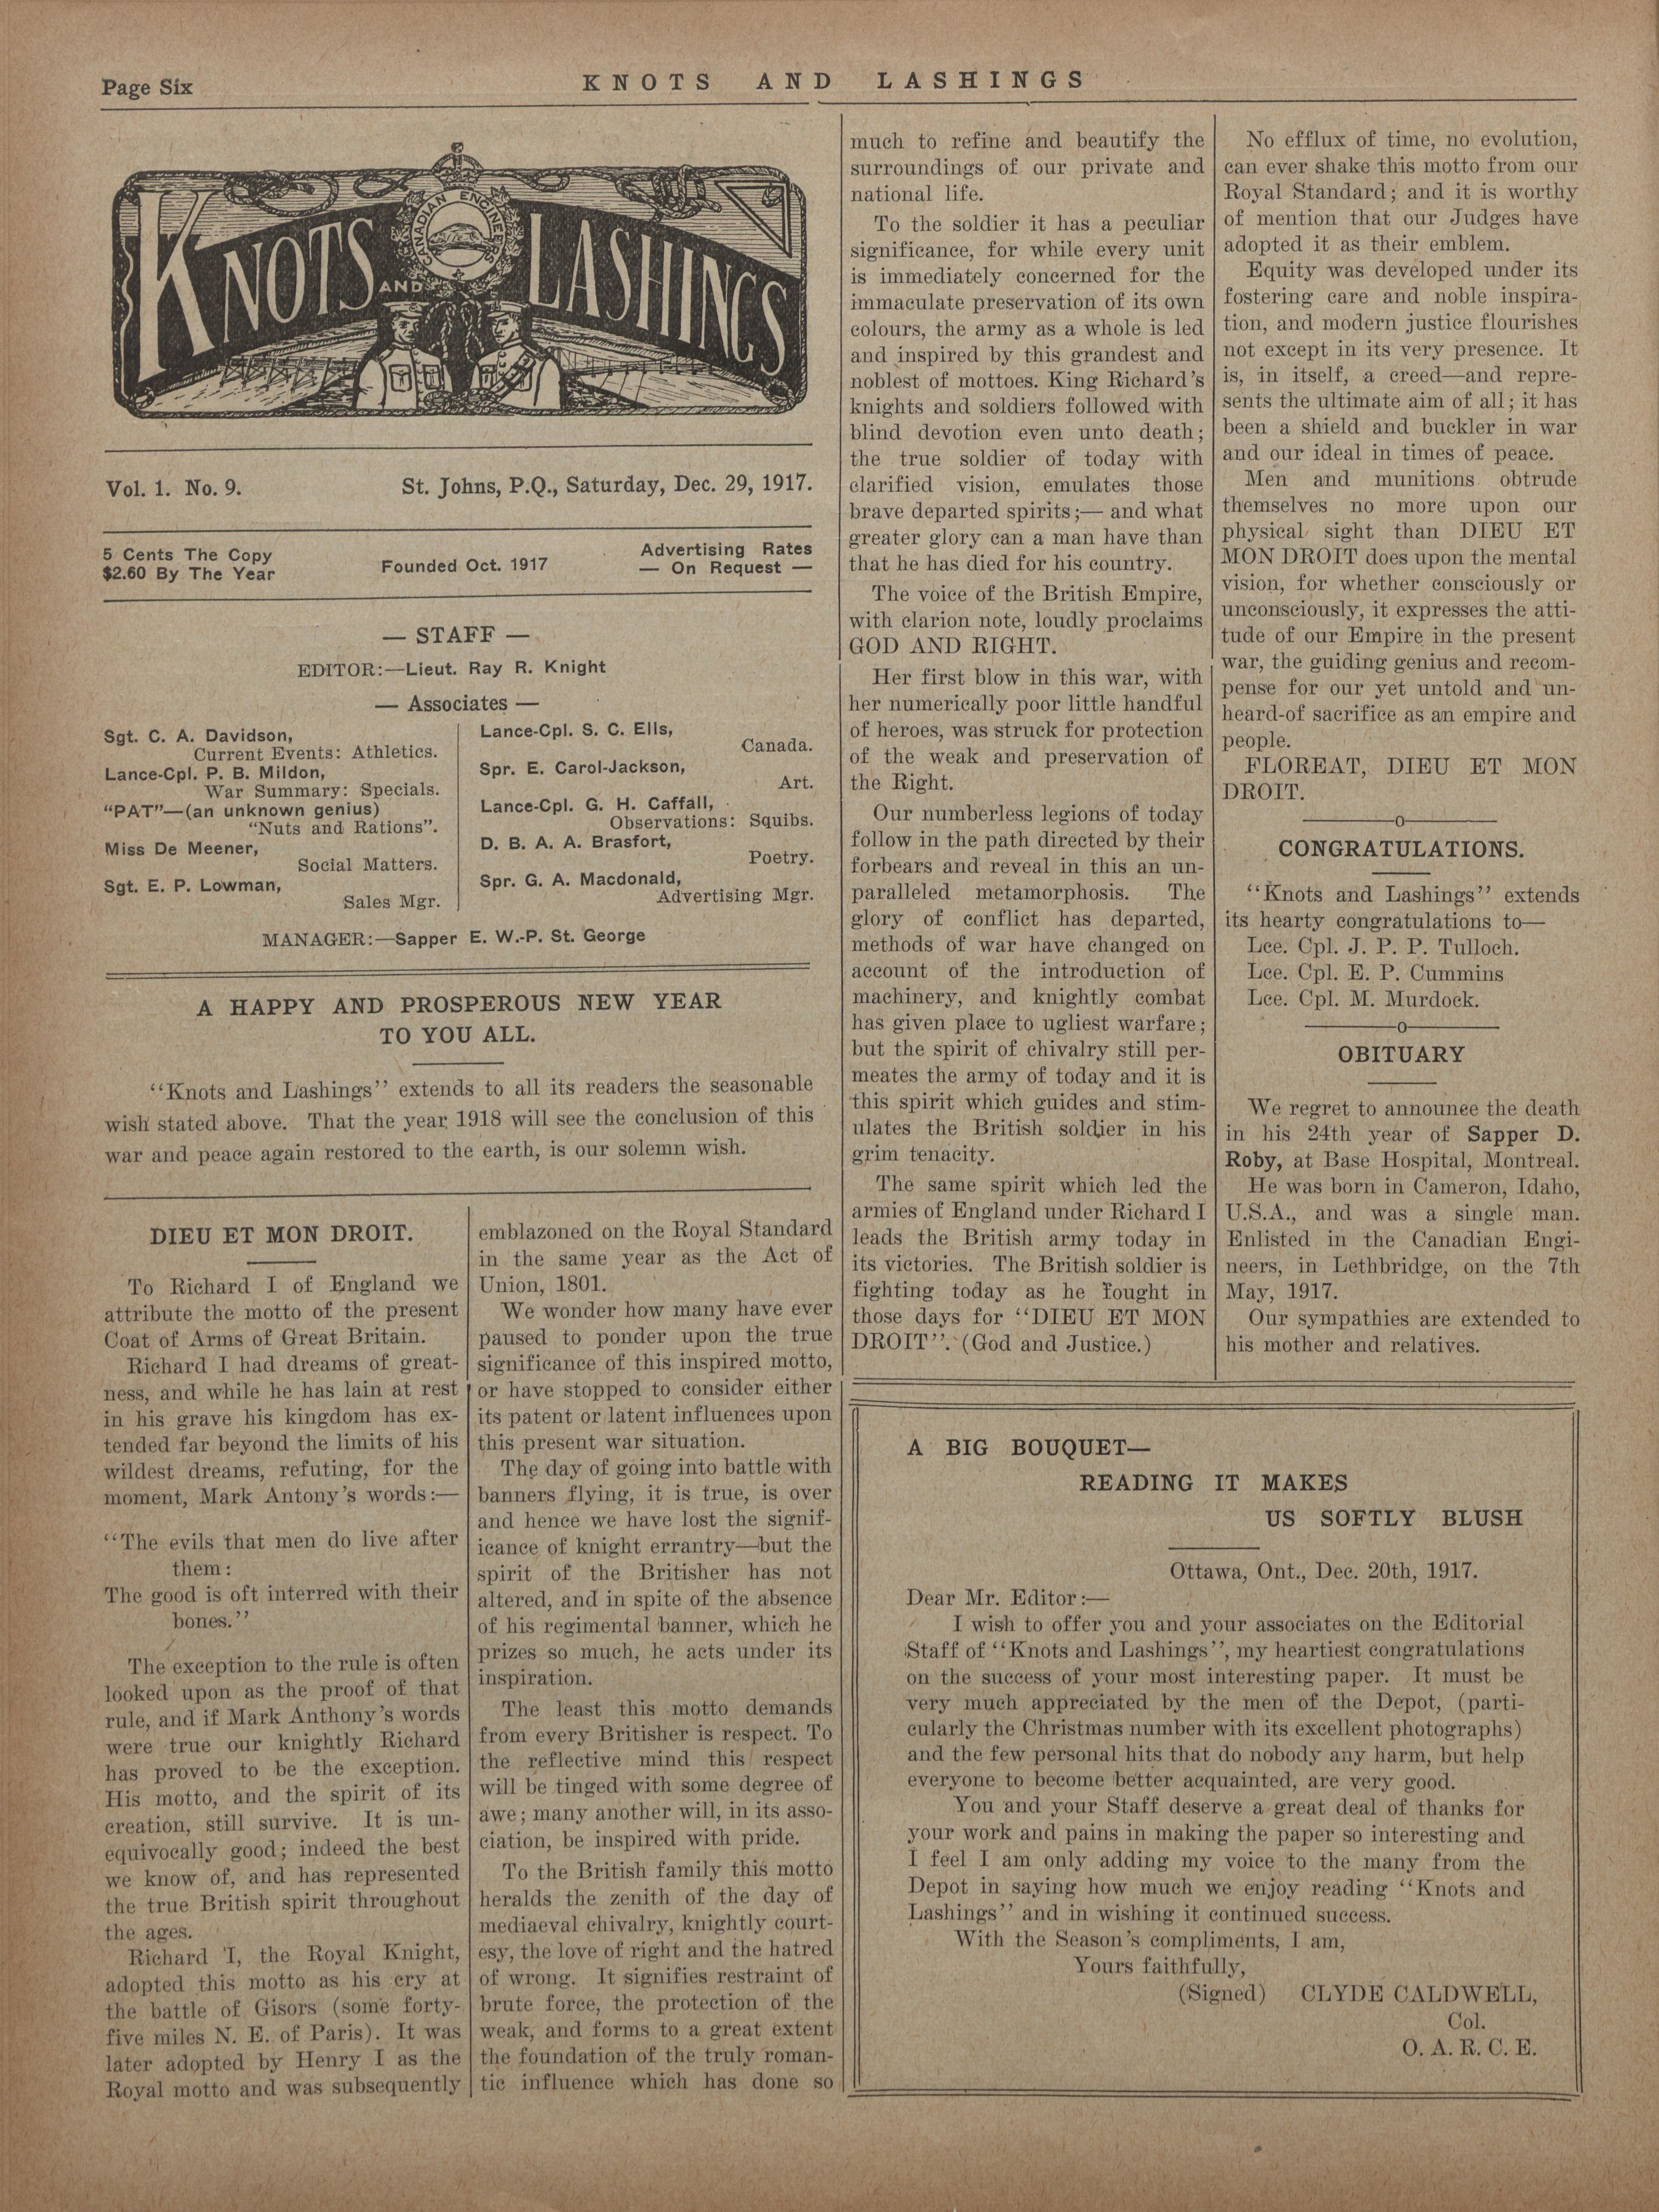 Page Six
KNOTS AND LASHINGS
KNOTS AND LASHINGS
CANADIAN ENGINEERS
Vol. 1. No. 9.
St. Johns, P.Q., Saturday, Dec. 29, 1917.
5 Cents The Copy
$2.60 By The Year
Founded Oct. 1917
Advertising Rates
— On Request —
— STAFF —
EDITOR:—Lieut. Ray R. Knight
— Associates —
Sgt. C. A. Davidson,
Current Events: Athletics.
Lance-Cpl. P. B. Mildon,
War Summary: Specials.
“PAT”—(an unknown genius)
“Nuts and Rations”.
Miss De Meener,
Social Matters.
Sgt. E. P. Lowman,
Sales Mgr.
Lance-Cpl. S. C. Ells,
Canada.
Spr. E. Carol-Jackson,
Art.
Lance-Cpl. G. H. Caffall,
Observations: Squibs.
D. B. A. A. Brasfort,
Poetry.
Spr. G. A. Macdonald,
Advertising Mgr.
MANAGER:—Sapper E. W.-P. St. George
A HAPPY AND PROSPEROUS NEW YEAR
TO YOU ALL.
“Knots and Lashings” extends to all its readers the seasonable
wish stated above. That the year 1918 will see the conclusion of this
war and peace again restored to the earth, is our solemn wish.
DIEU ET MON DROIT.
To Richard I of England we
attribute the motto of the present
Coat of Arms of Great Britain.
Richard I had dreams of great-
ness, and while he has lain at rest
in his grave his kingdom has ex-
tended far beyond the limits of his
wildest dreams, refuting, for the
moment, Mark Antony’s words:—
“The evils that men do live after
them:
The good is oft interred with their
bones.”
The exception to the rule is often
looked upon as the proof of that
rule, and if Mark Anthony’s words
were true our knightly Richard
has proved to be the exception.
His motto, and the spirit of its
creation, still survive. It is un-
equivocally good; indeed the best
we know of, and has represented
the true British spirit throughout
the ages.
Richard I, the Royal Knight,
adopted this motto as his cry at
the battle of Gisors (some forty-
five miles N. E. of Paris). It was
later adopted by Henry I as the
Royal motto and was subsequently
emblazoned on the Royal Standard
in the same year as the Act of
Union, 1801.
We wonder how many have ever
paused to ponder upon the true
significance of this inspired motto,
or have stopped to consider either
its patent or latent influences upon
this present war situation.
The day of going into battle with
banners flying, it is true, is over
and hence we have lost the signif-
icance of knight errantry—but the
spirit of the Britisher has not
altered, and in spite of the absence
of his regimental banner, which he
prizes so much, he acts under its
inspiration.
The least this motto demands
from every Britisher is respect. To
the reflective mind this respect
will be tinged with some degree of
awe; many another will, in its asso-
ciation, be inspired with pride.
To the British family this motto
heralds the zenith of the day of
mediaeval chivalry, knightly court-
esy, the love of right and the hatred
of wrong. It signifies restraint of
brute force, the protection of the
weak, and forms to a great extent
the foundation of the truly roman-
tic influence which has done so
much to refine and beautify the
surroundings of our private and
national life.
To the soldier it has a peculiar
significance, for while every unit
is immediately concerned for the
immaculate preservation of its own
colours, the army as a whole is led
and inspired by this grandest and
noblest of mottoes. King Richard’s
knights and soldiers followed with
blind devotion even unto death;
the true soldier of today with
clarified vision, emulates those
brave departed spirits;— and what
greater glory can a man have than
that he has died for his country.
The voice of the British Empire,
with clarion note, loudly proclaims
GOD AND RIGHT.
Her first blow in this war, with
her numerically poor little handful
of heroes, was struck for protection
of the weak and preservation of
the Right.
Our numberless legions of today
follow in the path directed by their
forbears and reveal in this an un-
paralleled metamorphosis. The
glory of conflict has departed,
methods of war have changed on
account of the introduction of
machinery, and knightly combat
has given place to ugliest warfare;
but the spirit of chivalry still per-
meates the army of today and it is
this spirit which guides and stim-
ulates the British soldier in his
grim tenacity.
The same spirit which led the
armies of England under Richard I
leads the British army today in
its victories. The British soldier is
fighting today as he fought in
those days for “DIEU ET MON
DROIT”. (God and Justice.)
No efflux of time, no evolution,
can ever shake this motto from our
Royal Standard; and it is worthy
of mention that our Judges have
adopted it as their emblem.
Equity was developed under its
fostering care and noble inspira-
tion, and modern justice flourishes
not except in its very presence. It
is, in itself, a creed—and repre-
sents the ultimate aim of all; it has
been a shield and buckler in war
and our ideal in times of peace.
Men and munitions obtrude
themselves no more upon our
physical sight than DIEU ET
MON DROIT does upon the mental
vision, for whether consciously or
unconsciously, it expresses the atti-
tude of our Empire in the present
war, the guiding genius and recom-
pense for our yet untold and un-
heard-of sacrifice as an empire and
people.
FLOREAT, DIEU ET MON
DROIT.
CONGRATULATIONS.
“Knots and Lashings” extends
its hearty congratulations to—
Lce. Cpl. J. P. P. Tulloch.
Lce. Cpl. E. P. Cummins
Lce. Cpl. M. Murdock.
OBITUARY
We regret to announce the death
in his 24th year of Sapper D.
Roby, at Base Hospital, Montreal.
He was born in Cameron, Idaho,
U.S.A., and was a single man.
Enlisted in the Canadian Engi-
neers, in Lethbridge, on the 7th
May, 1917.
Our sympathies are extended to
his mother and relatives.
A BIG BOUQUET—
READING IT MAKES
US SOFTLY BLUSH
Ottawa, Ont., Dec. 20th, 1917.
Dear Mr. Editor:—
I wish to offer you and your associates on the Editorial
Staff of “Knots and Lashings”, my heartiest congratulations
on the success of your most interesting paper. It must be
very much appreciated by the men of the Depot, (parti-
cularly the Christmas number with its excellent photographs)
and the few personal hits that do nobody any harm, but help
everyone to become better acquainted, are very good.
You and your Staff deserve a great deal of thanks for
your work and pains in making the paper so interesting and
I feel I am only adding my voice to the many from the
Depot in saying how much we enjoy reading “Knots and
Lashings” and in wishing it continued success.
With the Season’s compliments, I am,
Yours faithfully,
(Signed) CLYDE CALDWELL,
Col.
O. A. R. C. E.